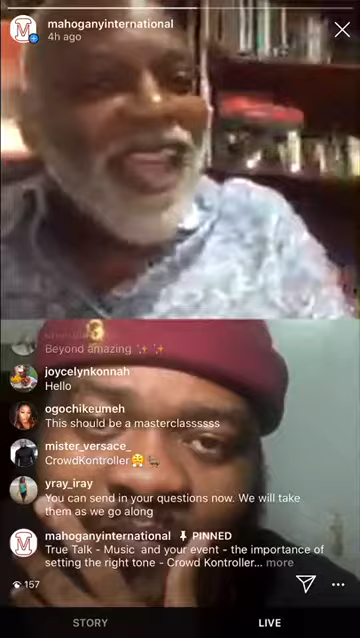 mahoganyinternational
4h ago
Beyond amazing ✨ ✨
joycelynkonnah
Hello
ogochikeumeh
This should be a masterclassssss
mister_versace_
CrowdKontroller😤🐜
yray_iray
You can send in your questions now. We will take
them as we go along
mahoganyinternational 📌 PINNED
True Talk - Music and your event - the importance of
setting the right tone - Crowd Kontroller... more
157
STORY LIVE